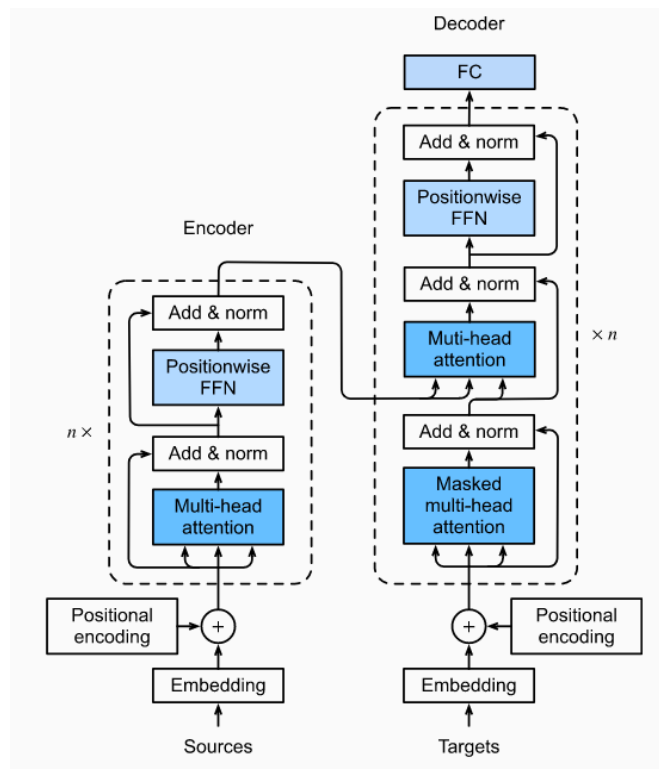 Decoder
FC
Add & norm
Positionwise
FFN
Encoder
Add & norm
Add & norm
Muti-head
attention
× n
Positionwise
FFN
n ×
Add & norm
Add & norm
Multi-head
attention
Masked
multi-head
attention
Positional
encoding
+
+
Positional
encoding
Embedding
Embedding
Sources
Targets